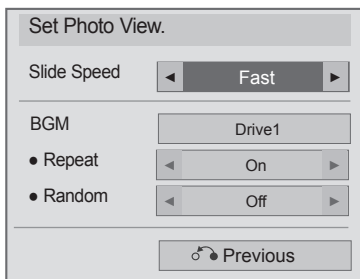 Set Photo View.
Slide Speed ◄ Fast ►
BGM Drive1
● Repeat ◄ On ►
● Random ◄ Off ►
Previous